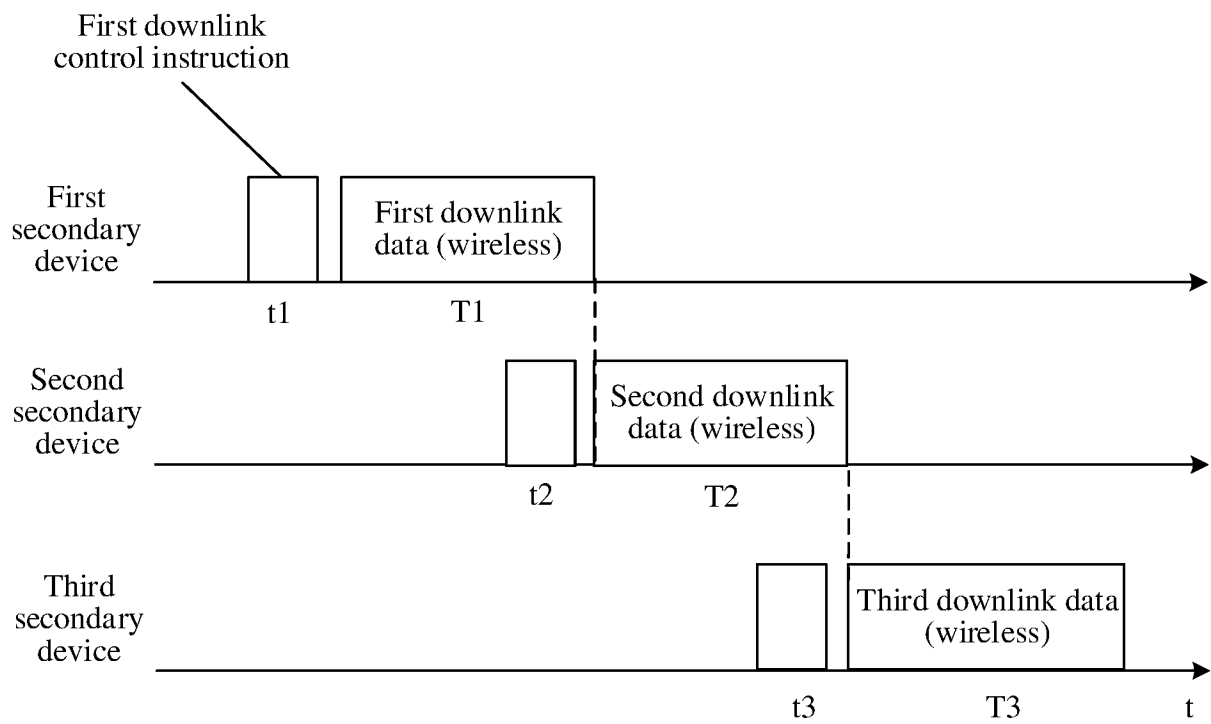 First downlink
control instruction
First
secondary
device
First downlink
data (wireless)
t1
T1
Second
secondary
device
Second downlink
data (wireless)
t2
T2
Third
secondary
device
Third downlink data
(wireless)
t3
T3
t